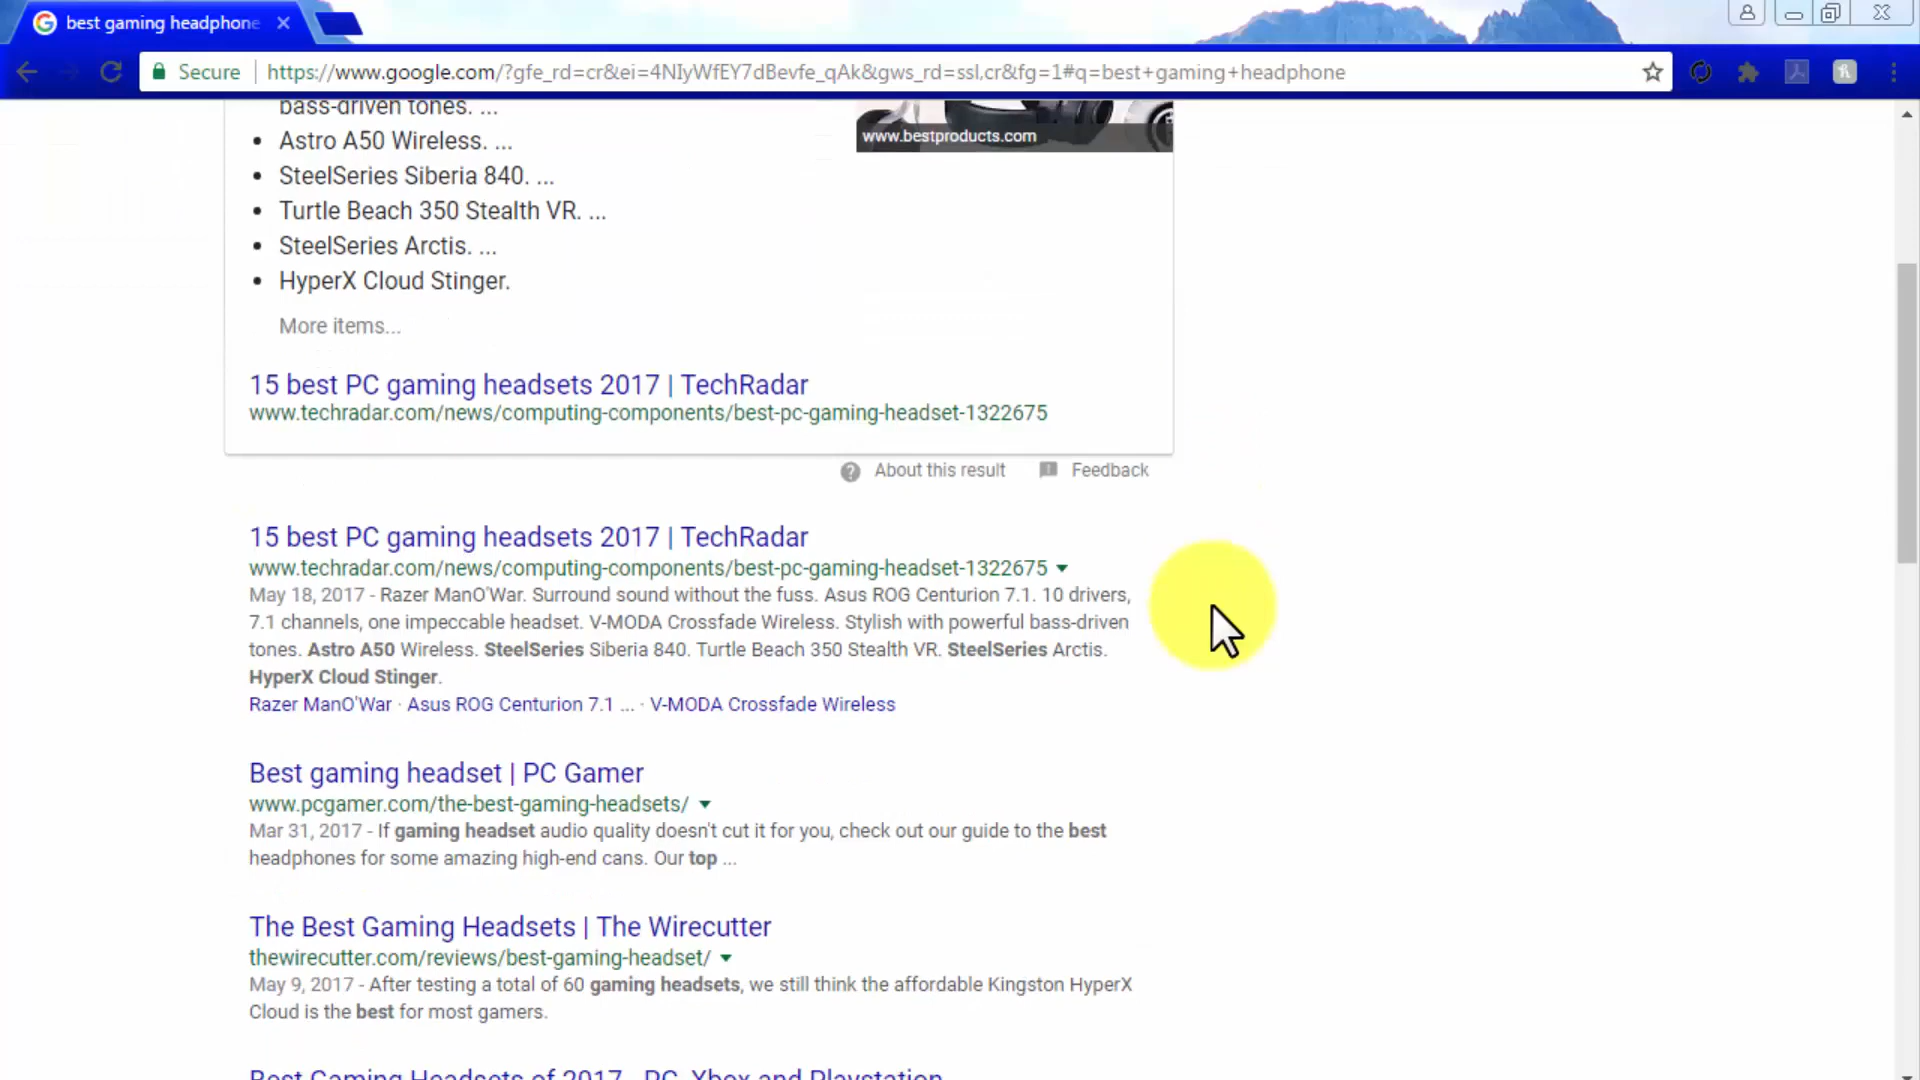 best gaming headphone
Secure
https://www.google.com/?gfe_rd=cr&ei=4NIyWfEY7dBevfe_qAk&gws_rd=ssl,cr&fg=1#q=best+gaming+headphone
bass-driven tones. ...
Astro A50 Wireless. ...
www.bestproducts.com
SteelSeries Siberia 840. ...
Turtle Beach 350 Stealth VR. ...
SteelSeries Arctis. ...
HyperX Cloud Stinger.
More items...
15 best PC gaming headsets 2017 | TechRadar
www.techradar.com/news/computing-components/best-pc-gaming-headset-1322675
About this result Feedback
15 best PC gaming headsets 2017 | TechRadar
www.techradar.com/news/computing-components/best-pc-gaming-headset-1322675
May 18, 2017 - Razer ManO'War. Surround sound without the fuss. Asus ROG Centurion 7.1. 10 drivers,
7.1 channels, one impeccable headset. V-MODA Crossfade Wireless. Stylish with powerful bass-driven
tones. Astro A50 Wireless. SteelSeries Siberia 840. Turtle Beach 350 Stealth VR. SteelSeries Arctis.
HyperX Cloud Stinger.
Razer ManO'War · Asus ROG Centurion 7.1 ... · V-MODA Crossfade Wireless
Best gaming headset | PC Gamer
www.pcgamer.com/the-best-gaming-headsets/
Mar 31, 2017 - If gaming headset audio quality doesn't cut it for you, check out our guide to the best
headphones for some amazing high-end cans. Our top ...
The Best Gaming Headsets | The Wirecutter
thewirecutter.com/reviews/best-gaming-headset/
May 9, 2017 - After testing a total of 60 gaming headsets, we still think the affordable Kingston HyperX
Cloud is the best for most gamers.
Best Gaming Headsets of 2017 - PC, Xbox and Playstation